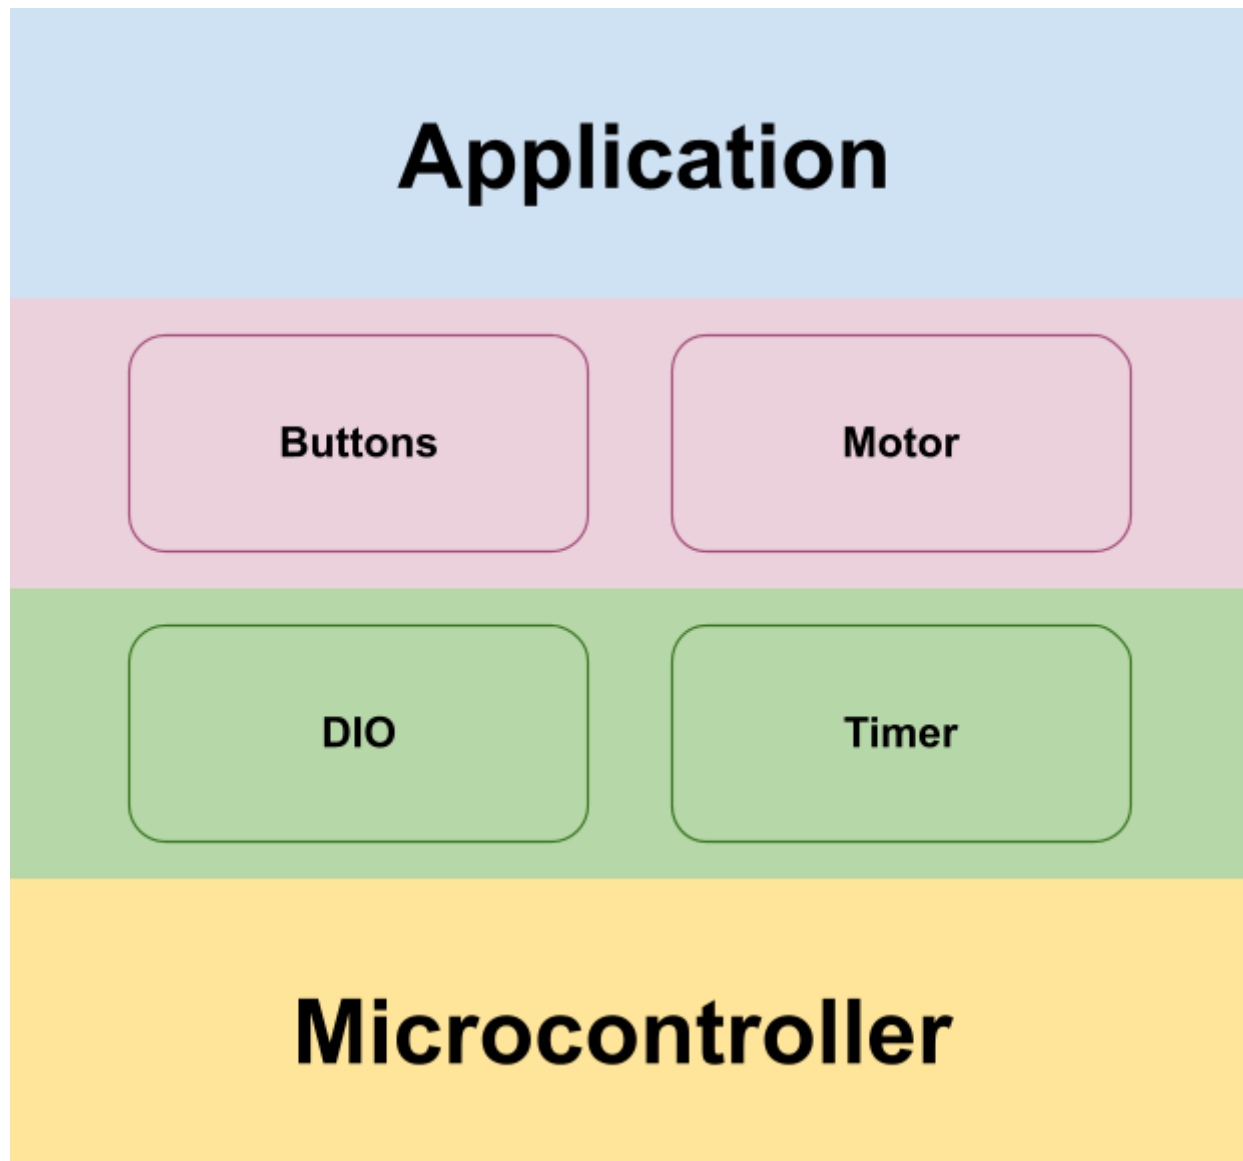 Application
Buttons
Motor
DIO
Timer
Microcontroller